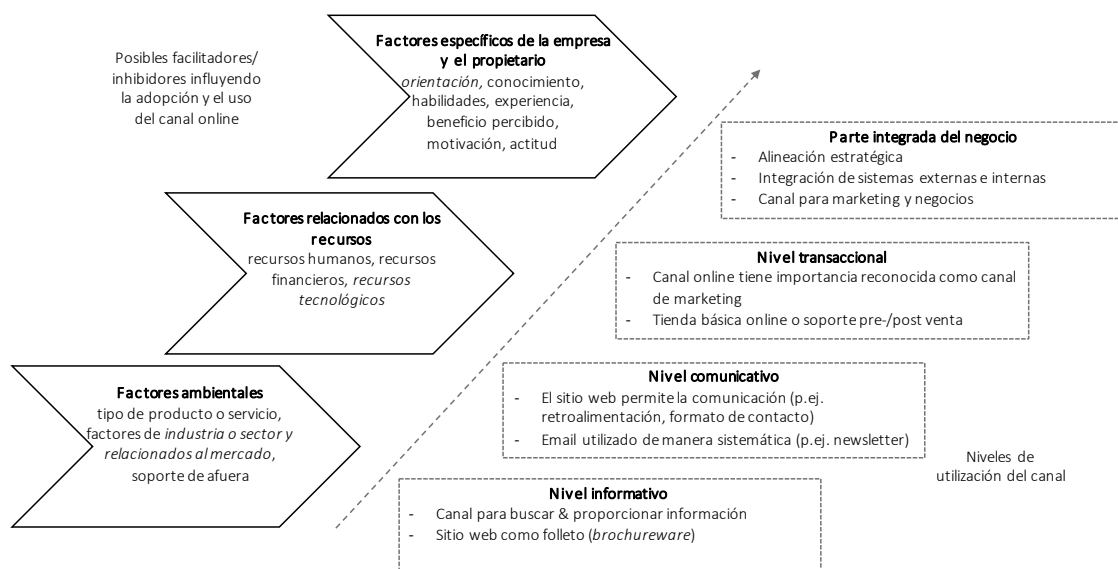 Posibles facilitadores/
inhibidores influyendo
la adopción y el uso
del canal online
Factores específicos de la empresa
y el propietario
orientación, conocimiento,
habilidades, experiencia,
beneficio percibido,
motivación, actitud
Factores relacionados con los
recursos
recursos humanos, recursos
financieros, recursos
tecnológicos
Factores ambientales
tipo de producto o servicio,
factores de industria o sector y
relacionados al mercado,
soporte de afuera
Parte integrada del negocio
- Alineación estratégica
- Integración de sistemas externas e internas
- Canal para marketing y negocios
Nivel transaccional
- Canal online tiene importancia reconocida como canal
de marketing
- Tienda básica online o soporte pre-/post venta
Nivel comunicativo
- El sitio web permite la comunicación (p.ej.
retroalimentación, formato de contacto)
- Email utilizado de manera sistemática (p.ej. newsletter)
Niveles de
utilización del canal
Nivel informativo
- Canal para buscar & proporcionar información
- Sitio web como folleto (brochureware)